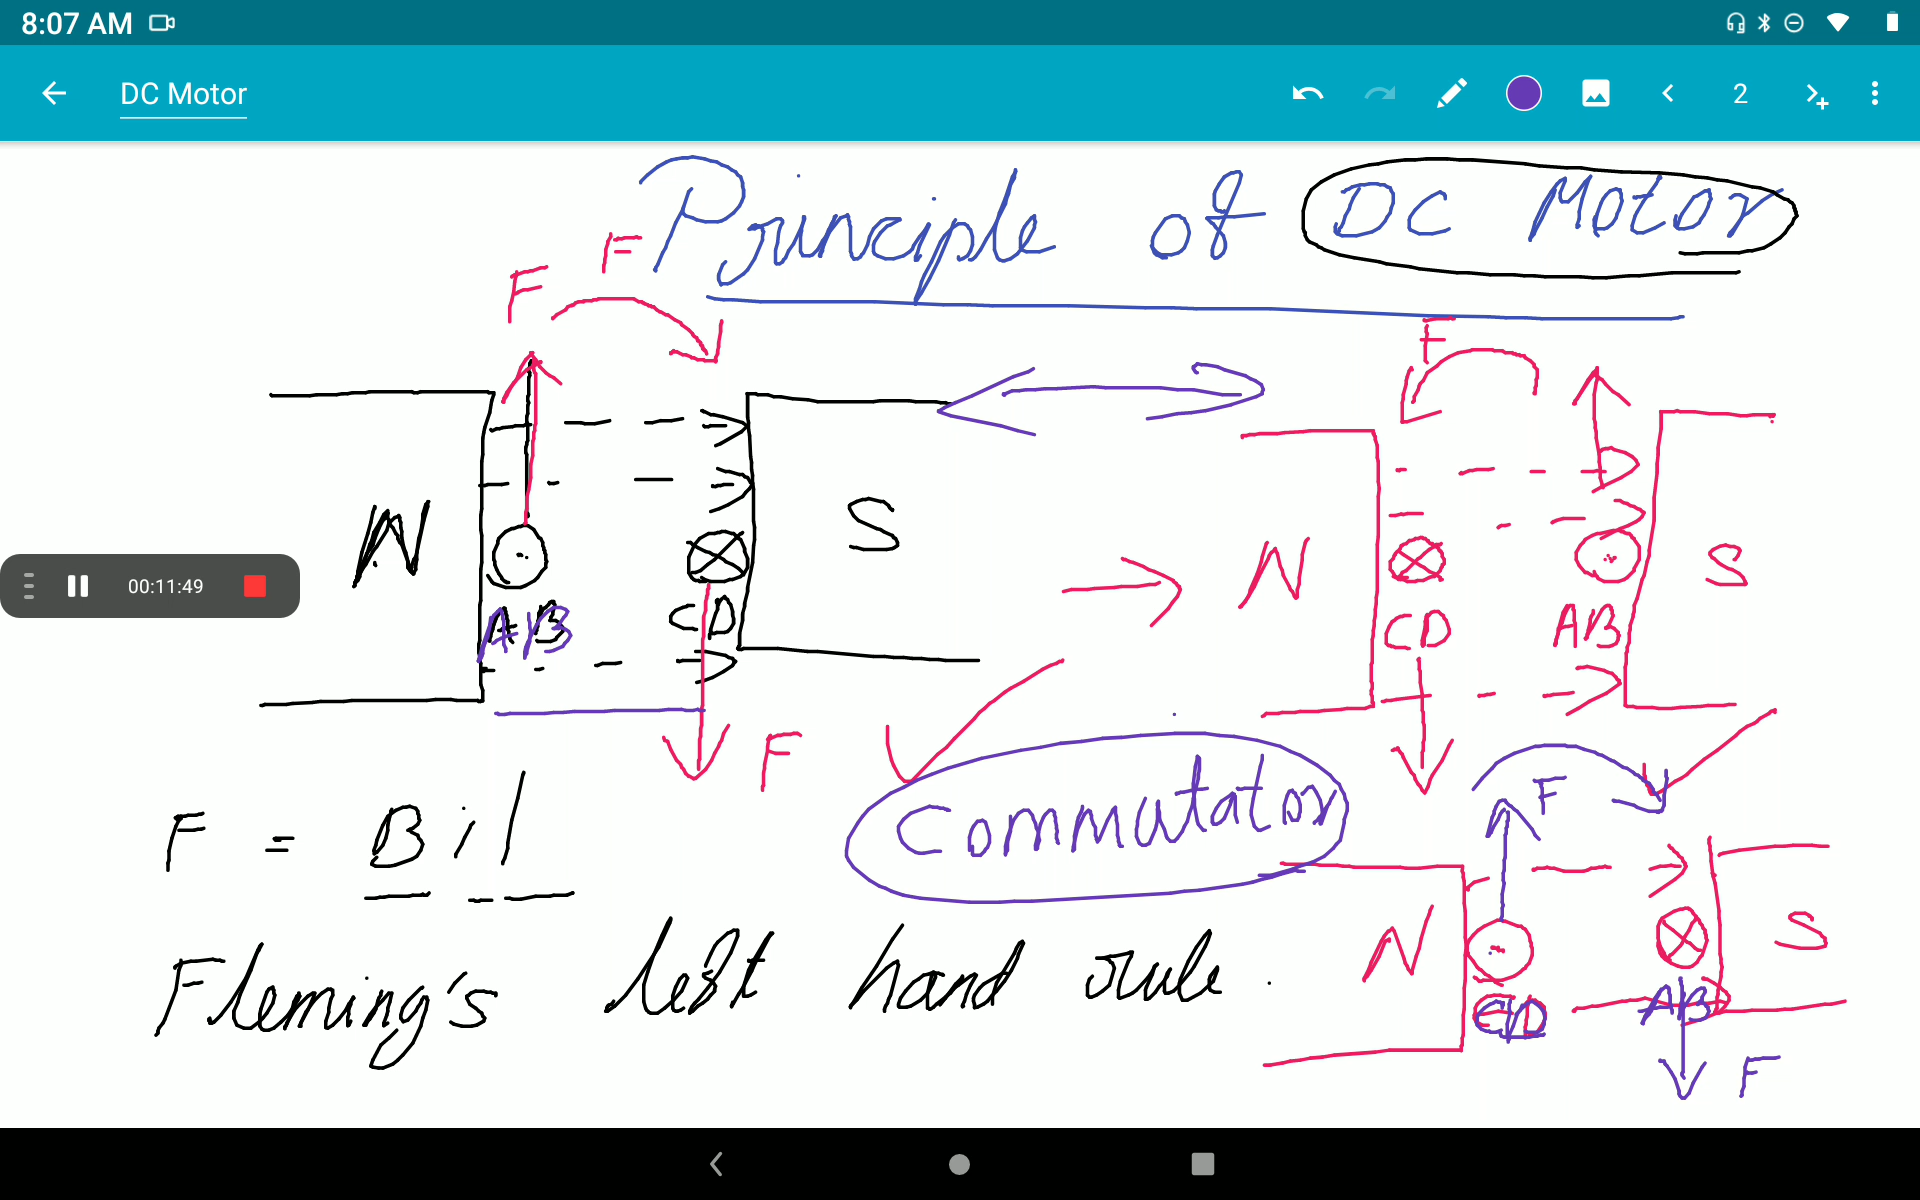 8:07 AM
DC Motor
2
Principle of DC Motor
F
F
F
N
S
N
S
00:11:49
AB
CD
CD
AB
F
F
F = Bil
Commutator
N
S
CD
AB
Fleming's left hand rule.
F